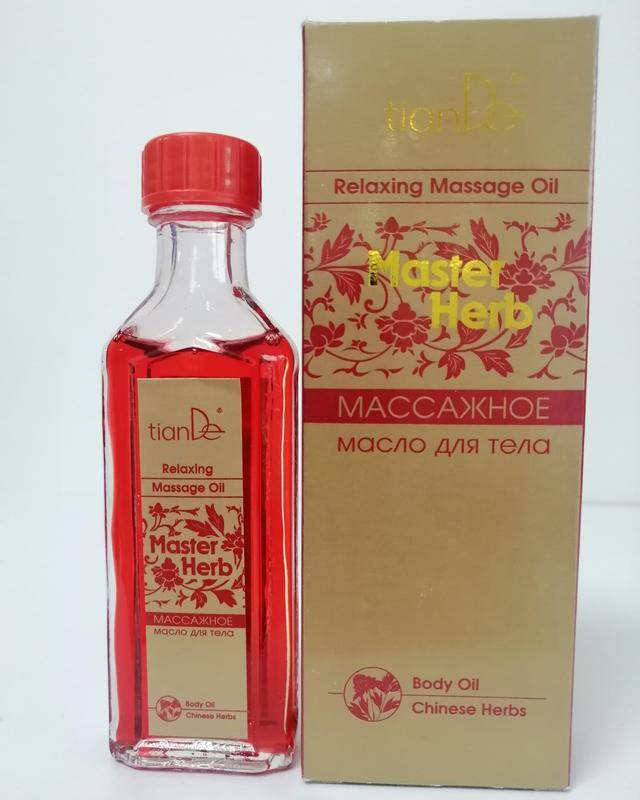 tianDe®
Relaxing
Massage Oil
Master
Herb
МАССАЖНОЕ
масло для тела
Body Oil
Chinese Herbs
tianDe®
Relaxing Massage Oil
Master
Herb
МАССАЖНОЕ
масло для тела
Body Oil
Chinese Herbs